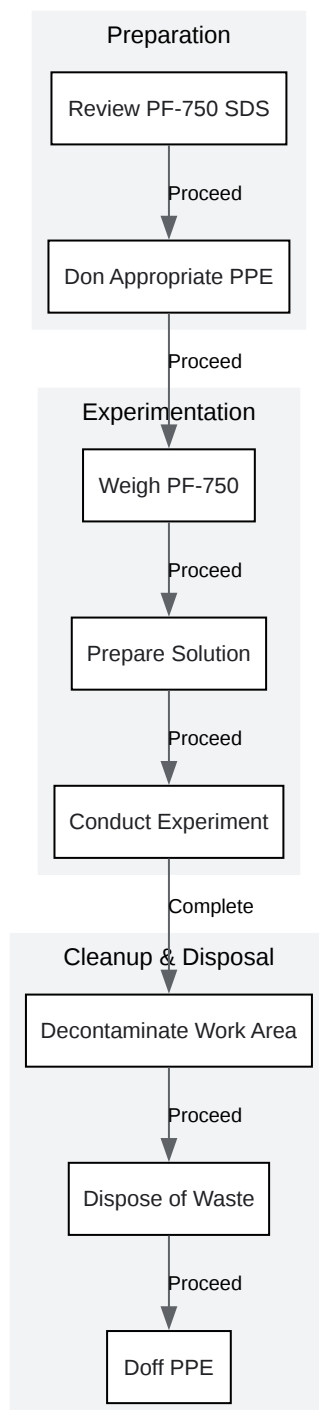 Preparation
Review PF-750 SDS
Proceed
Don Appropriate PPE
Proceed
Experimentation
Weigh PF-750
Proceed
Prepare Solution
Proceed
Conduct Experiment
Complete
Cleanup & Disposal
Decontaminate Work Area
Proceed
Dispose of Waste
Proceed
Doff PPE